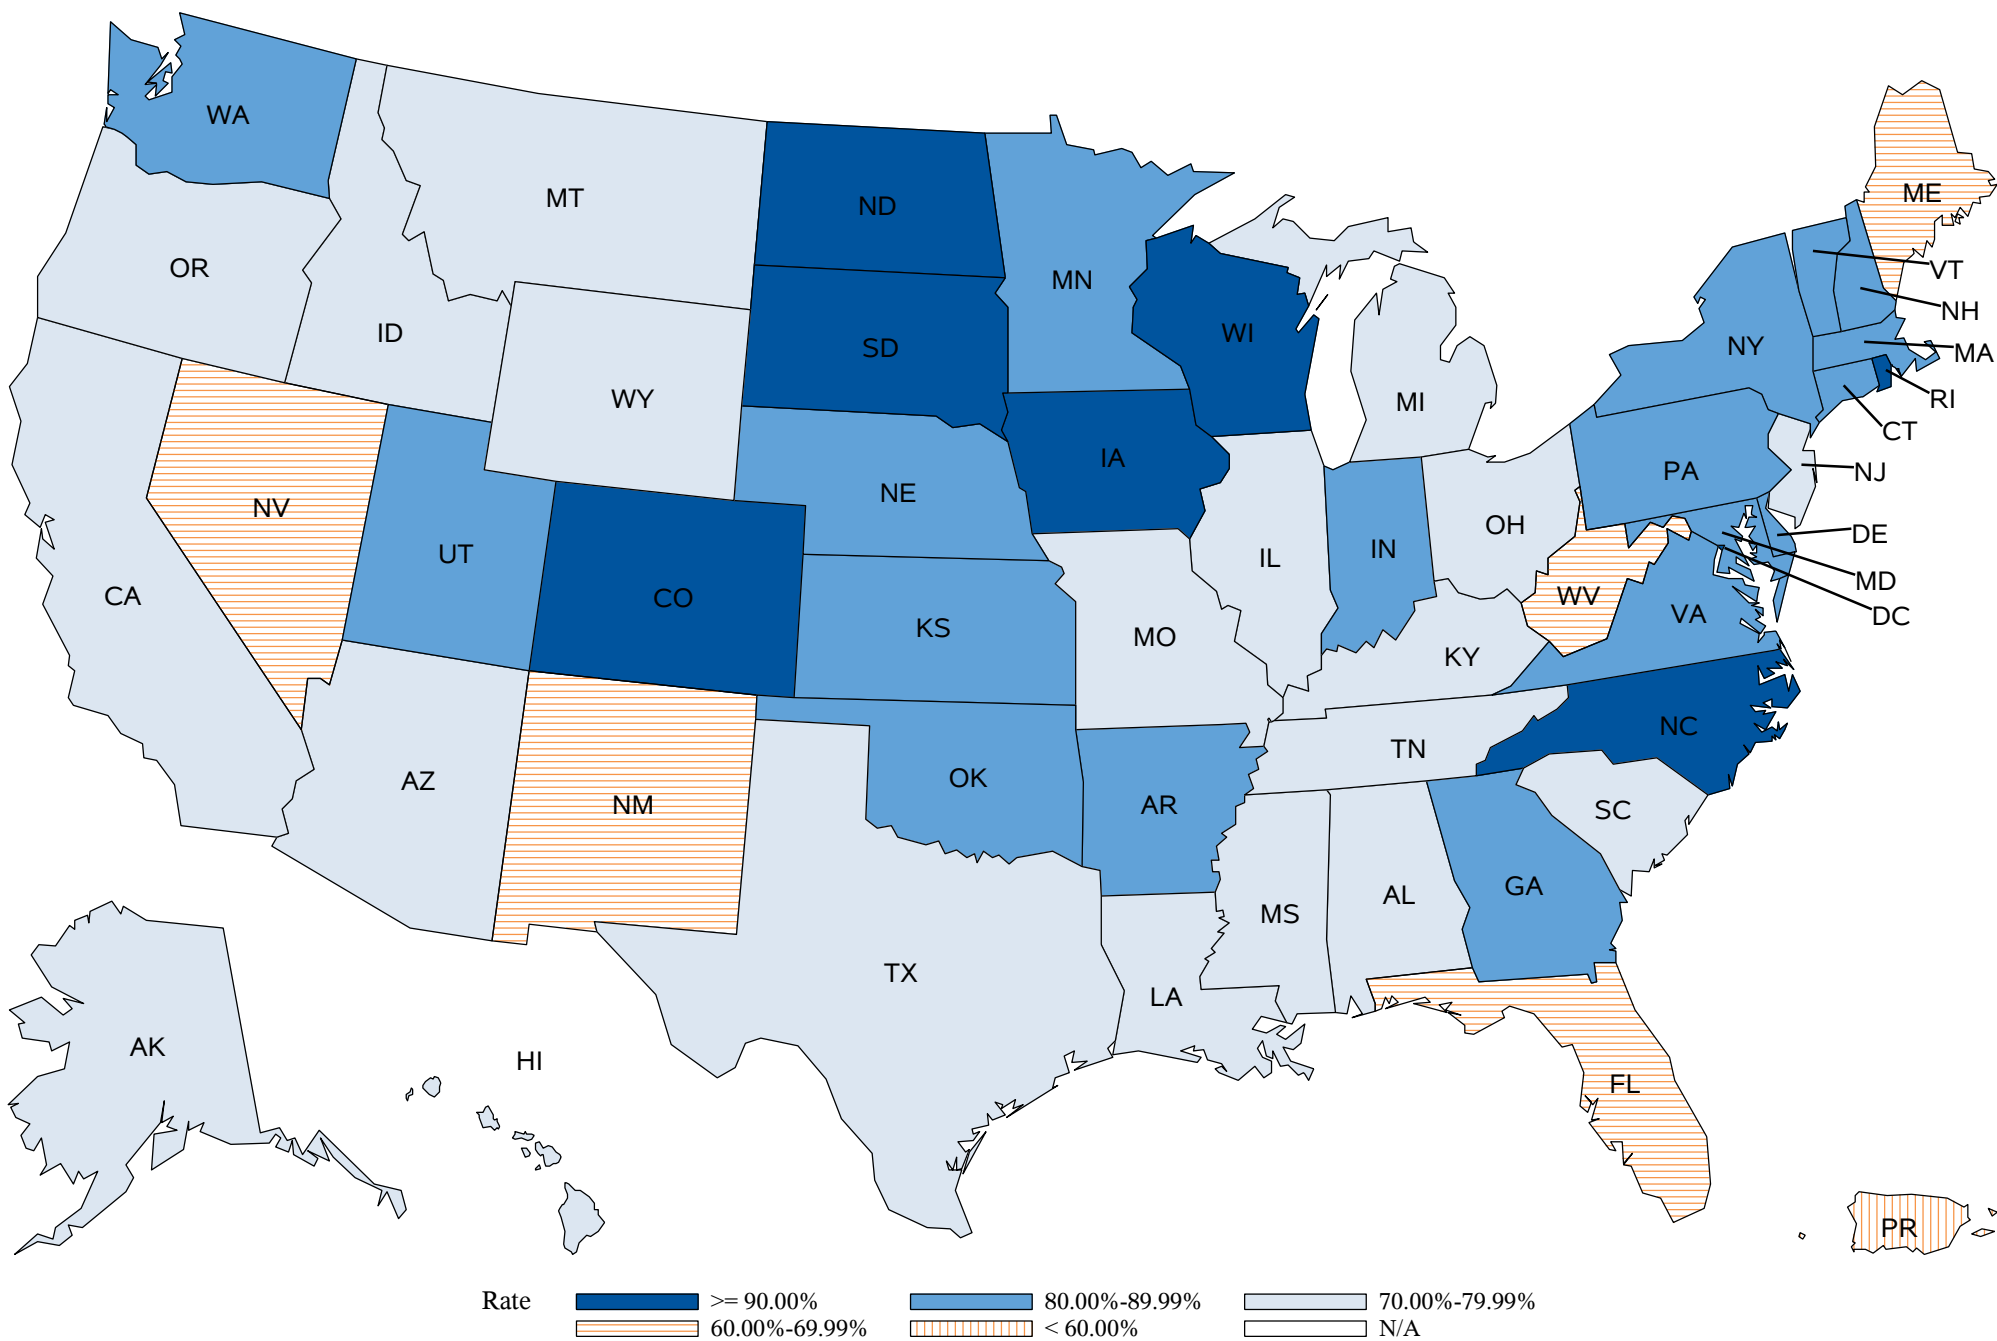 WA
MT
ND
OR
ID
SD
WY
MN
WI
MI
NY
ME
VT
NH
MA
RI
CT
NJ
PA
IA
NE
NV
UT
CO
KS
MO
IL
IN
OH
WV
VA
DE
MD
DC
CA
KY
NC
TN
AZ
NM
OK
AR
SC
GA
MS
AL
TX
LA
AK
HI
FL
PR
Rate >= 90.00% 80.00%-89.99% 70.00%-79.99%
60.00%-69.99% < 60.00% N/A